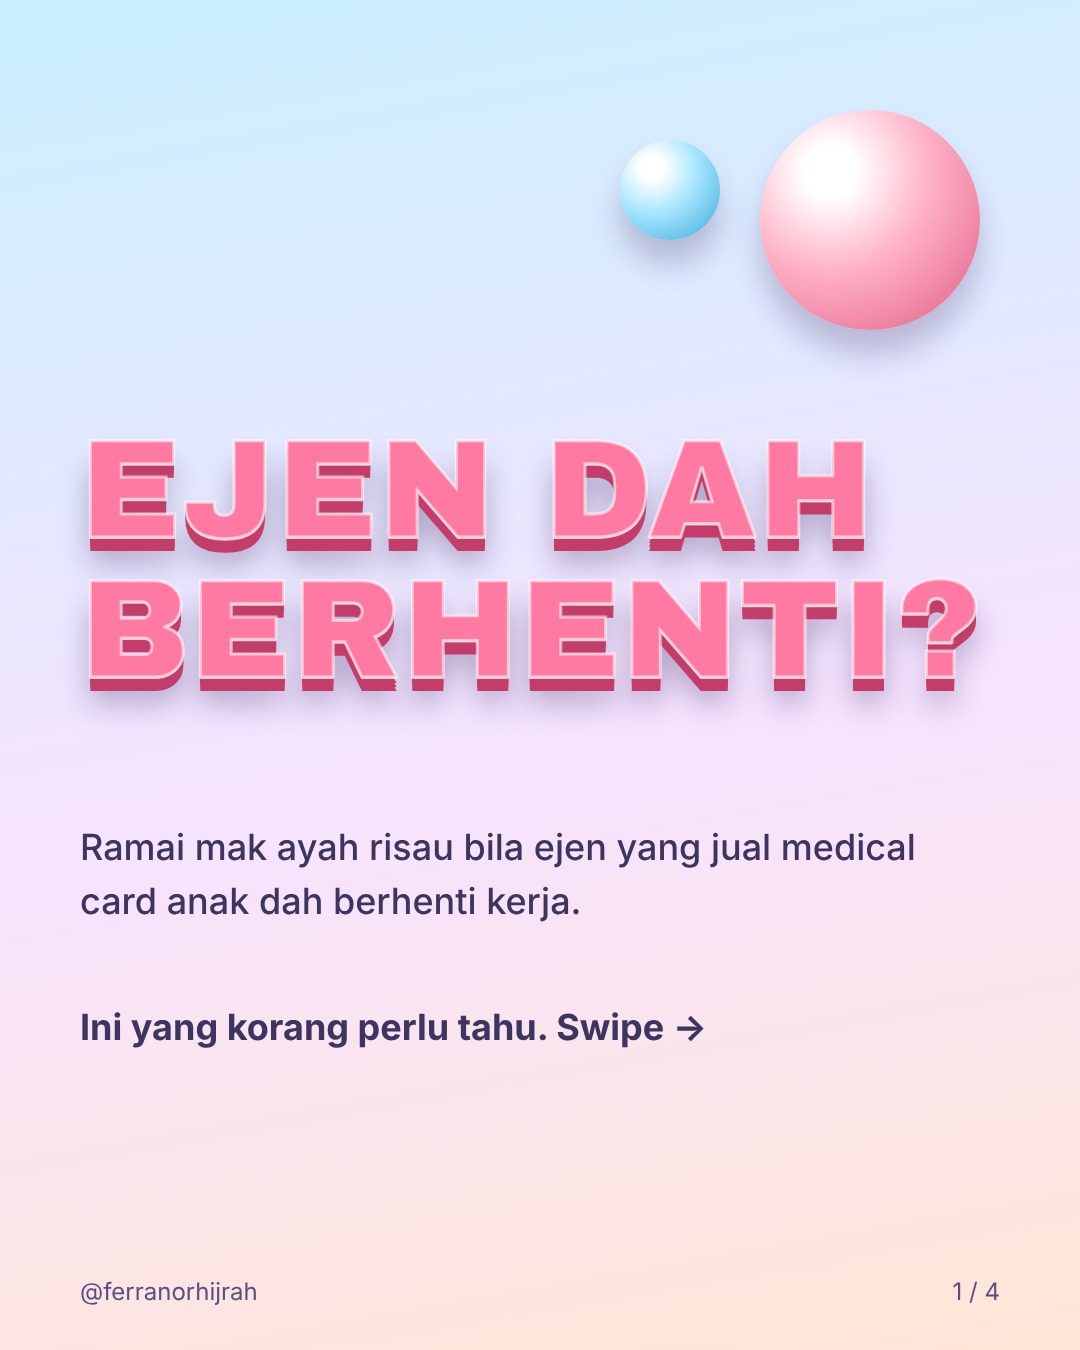 EJEN DAH
BERHENTI?
Ramai mak ayah risau bila ejen yang jual medical
card anak dah berhenti kerja.
Ini yang korang perlu tahu. Swipe →
@ferranorhijrah
1 / 4